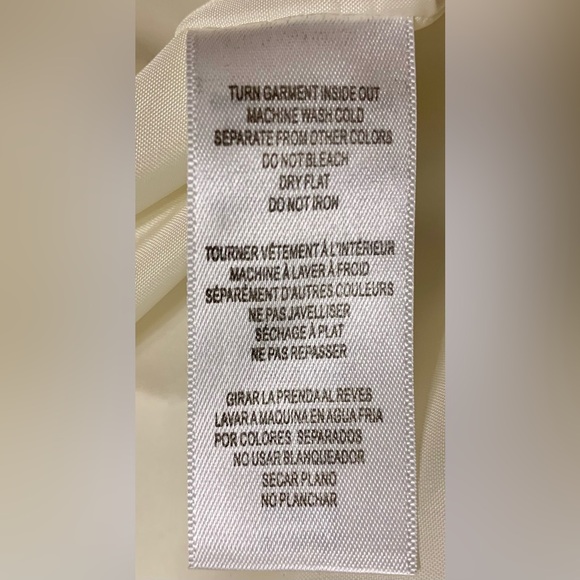 TURN GARMENT INSIDE OUT
MACHINE WASH COLD
SEPARATE FROM OTHER COLORS
DO NOT BLEACH
DRY FLAT
DO NOT IRON
TOURNER VÊTEMENT À L'INTÉRIEUR
MACHINE À LAVER À FROID
SÉPARÉMENT D'AUTRES COULEURS
NE PAS JAVELLISER
SÉCHAGE À PLAT
NE PAS REPASSER
GIRAR LA PRENDA AL REVES
LAVAR A MAQUINA EN AGUA FRIA
POR COLORES SEPARADOS
NO USAR BLANQUEADOR
SECAR PLANO
NO PLANCHAR